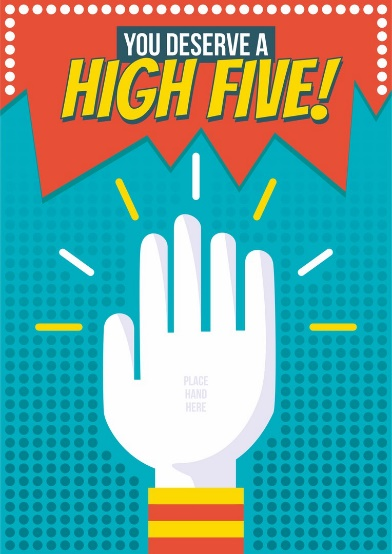 YOU DESERVE A
HIGH FIVE!
PLACE
HAND
HERE